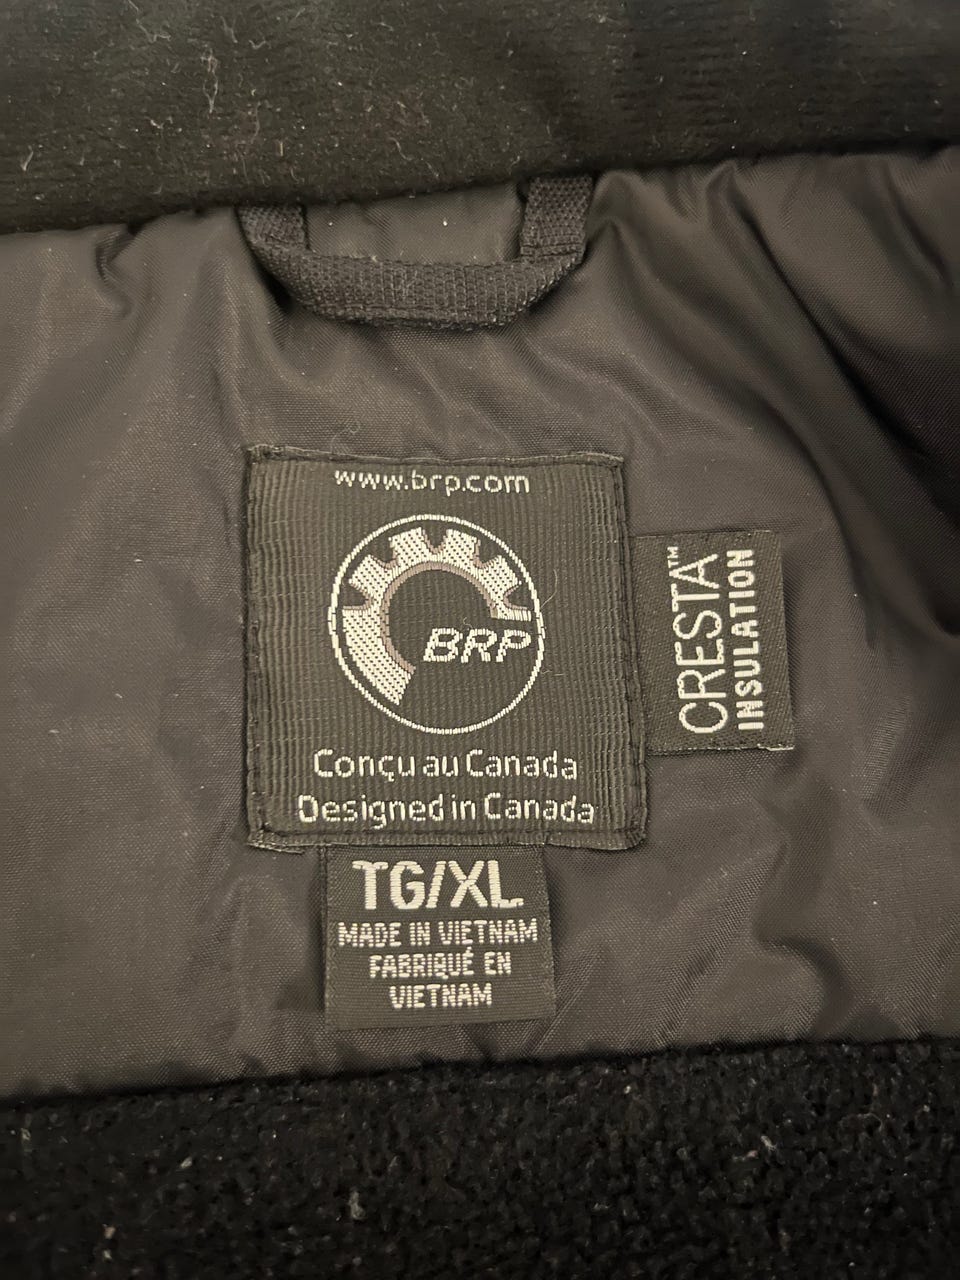 www.brp.com
BRP
Conçu au Canada
Designed in Canada
CRESTA™
INSULATION
TG/XL
MADE IN VIETNAM
FABRIQUÉ EN
VIETNAM